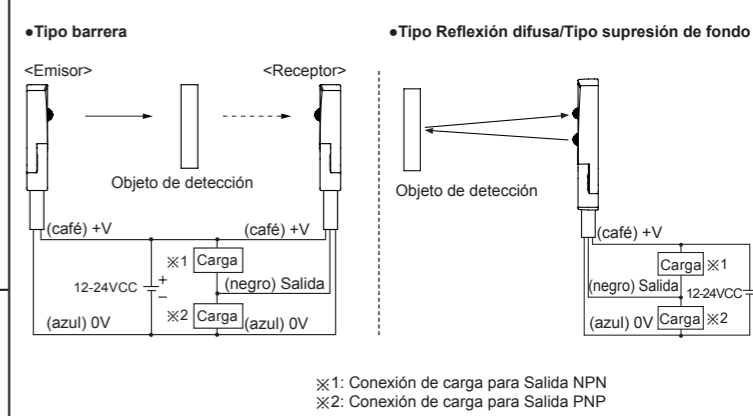 ●Tipo barrera
<Emisor>
<Receptor>
Objeto de detección
(café) +V
(café) +V
※1 Carga
12-24VCC + −
(negro) Salida
※2 Carga
(azul) 0V
(azul) 0V
●Tipo Reflexión difusa/Tipo supresión de fondo
Objeto de detección
(café) +V
Carga ※1
(negro) Salida
12-24VCC
(azul) 0V
Carga ※2
※1: Conexión de carga para Salida NPN
※2: Conexión de carga para Salida PNP